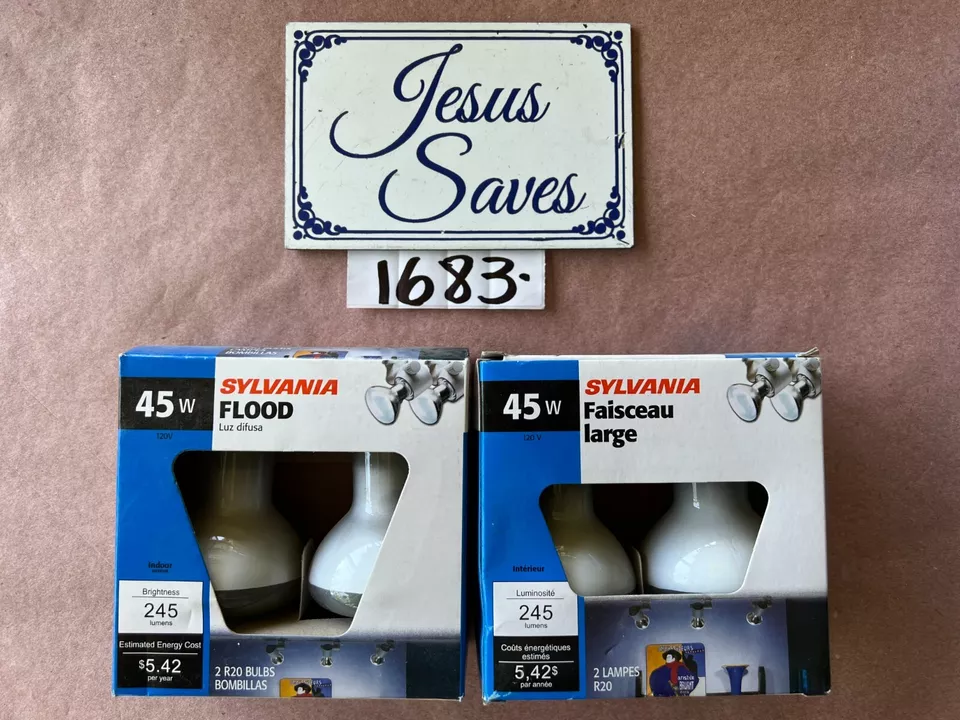 Jesus
Saves
1683.
BOMBILLAS
45 W
120V
SYLVANIA
FLOOD
Luz difusa
Indoor
Brightness
245
lumens
Estimated Energy Cost
$5.42
per year
2 R20 BULBS
BOMBILLAS
45 W
120 V
SYLVANIA
Faisceau
large
Intérieur
Luminosité
245
lumens
Coûts énergétiques
estimés
5,42$
par année
2 LAMPES
R20